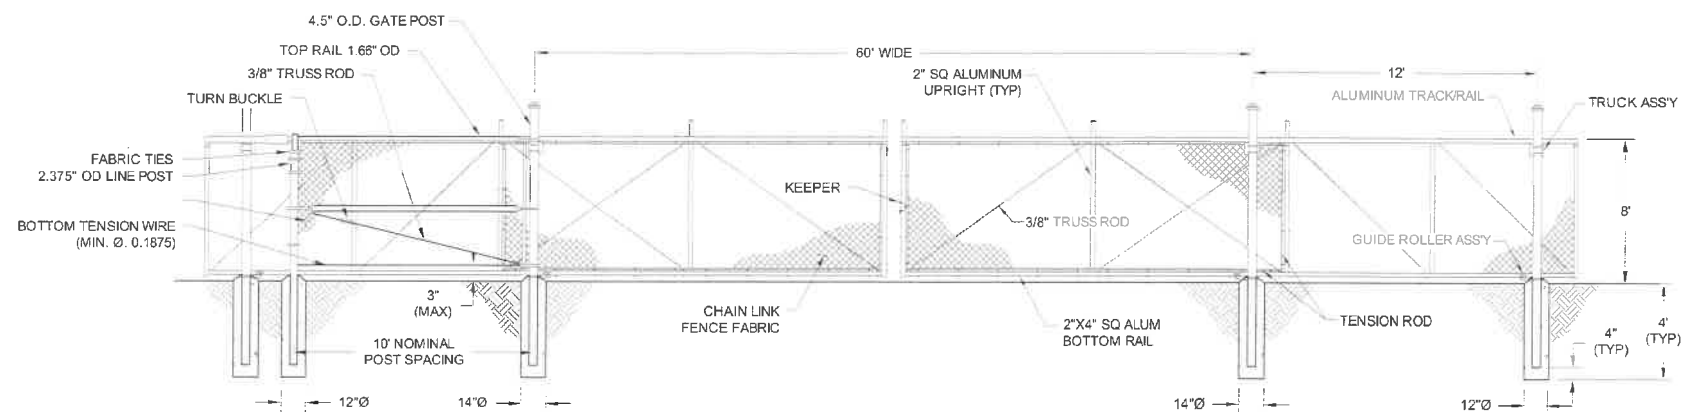 4.5" O.D. GATE POST
TOP RAIL 1.66" OD
3/8" TRUSS ROD
TURN BUCKLE
60' WIDE
2" SQ ALUMINUM
UPRIGHT (TYP)
12'
ALUMINUM TRACK/RAIL
TRUCK ASS'Y
FABRIC TIES
2.375" OD LINE POST
KEEPER
3/8" TRUSS ROD
8'
BOTTOM TENSION WIRE
(MIN. Ø. 0.1875)
GUIDE ROLLER ASS'Y
3"
(MAX)
CHAIN LINK
FENCE FABRIC
2"X4" SQ ALUM
BOTTOM RAIL
TENSION ROD
4"
(TYP)
4'
(TYP)
10' NOMINAL
POST SPACING
12"Ø
14"Ø
14"Ø
12"Ø